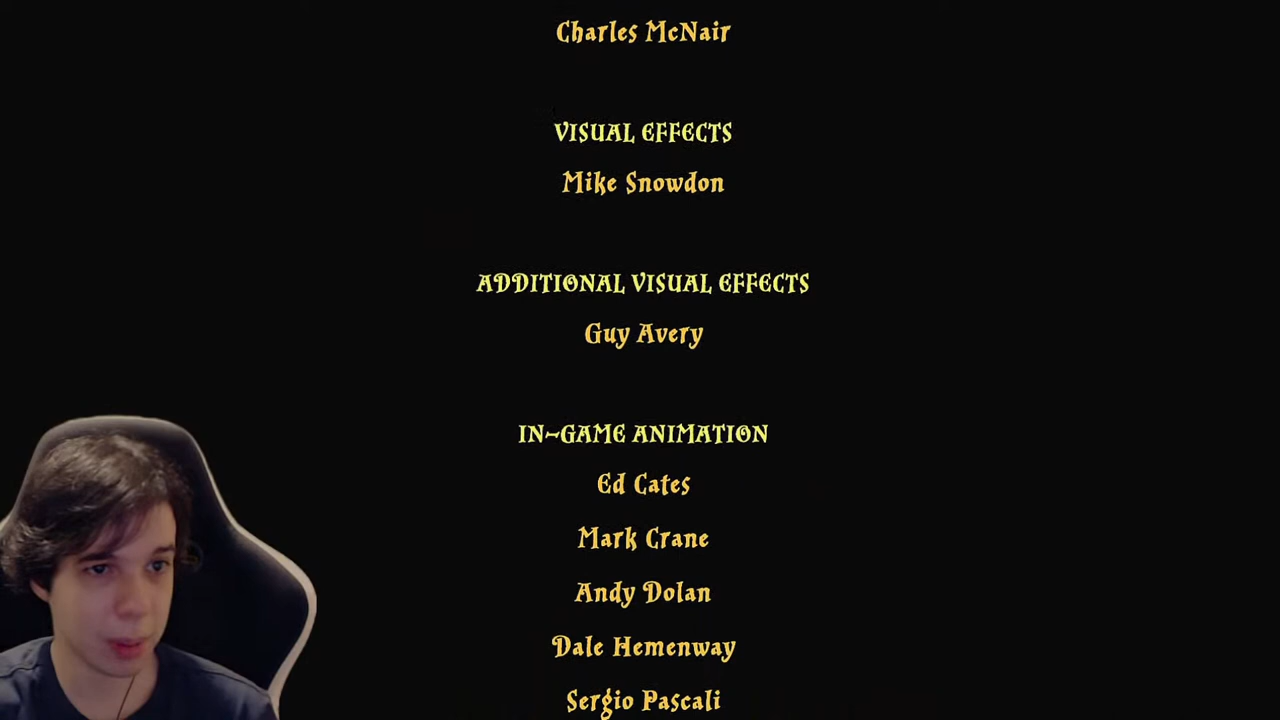 Charles McNair
VISUAL EFFECTS
Mike Snowdon
ADDITIONAL VISUAL EFFECTS
Guy Avery
IN-GAME ANIMATION
Ed Cates
Mark Crane
Andy Dolan
Dale Hemenway
Sergio Pascali